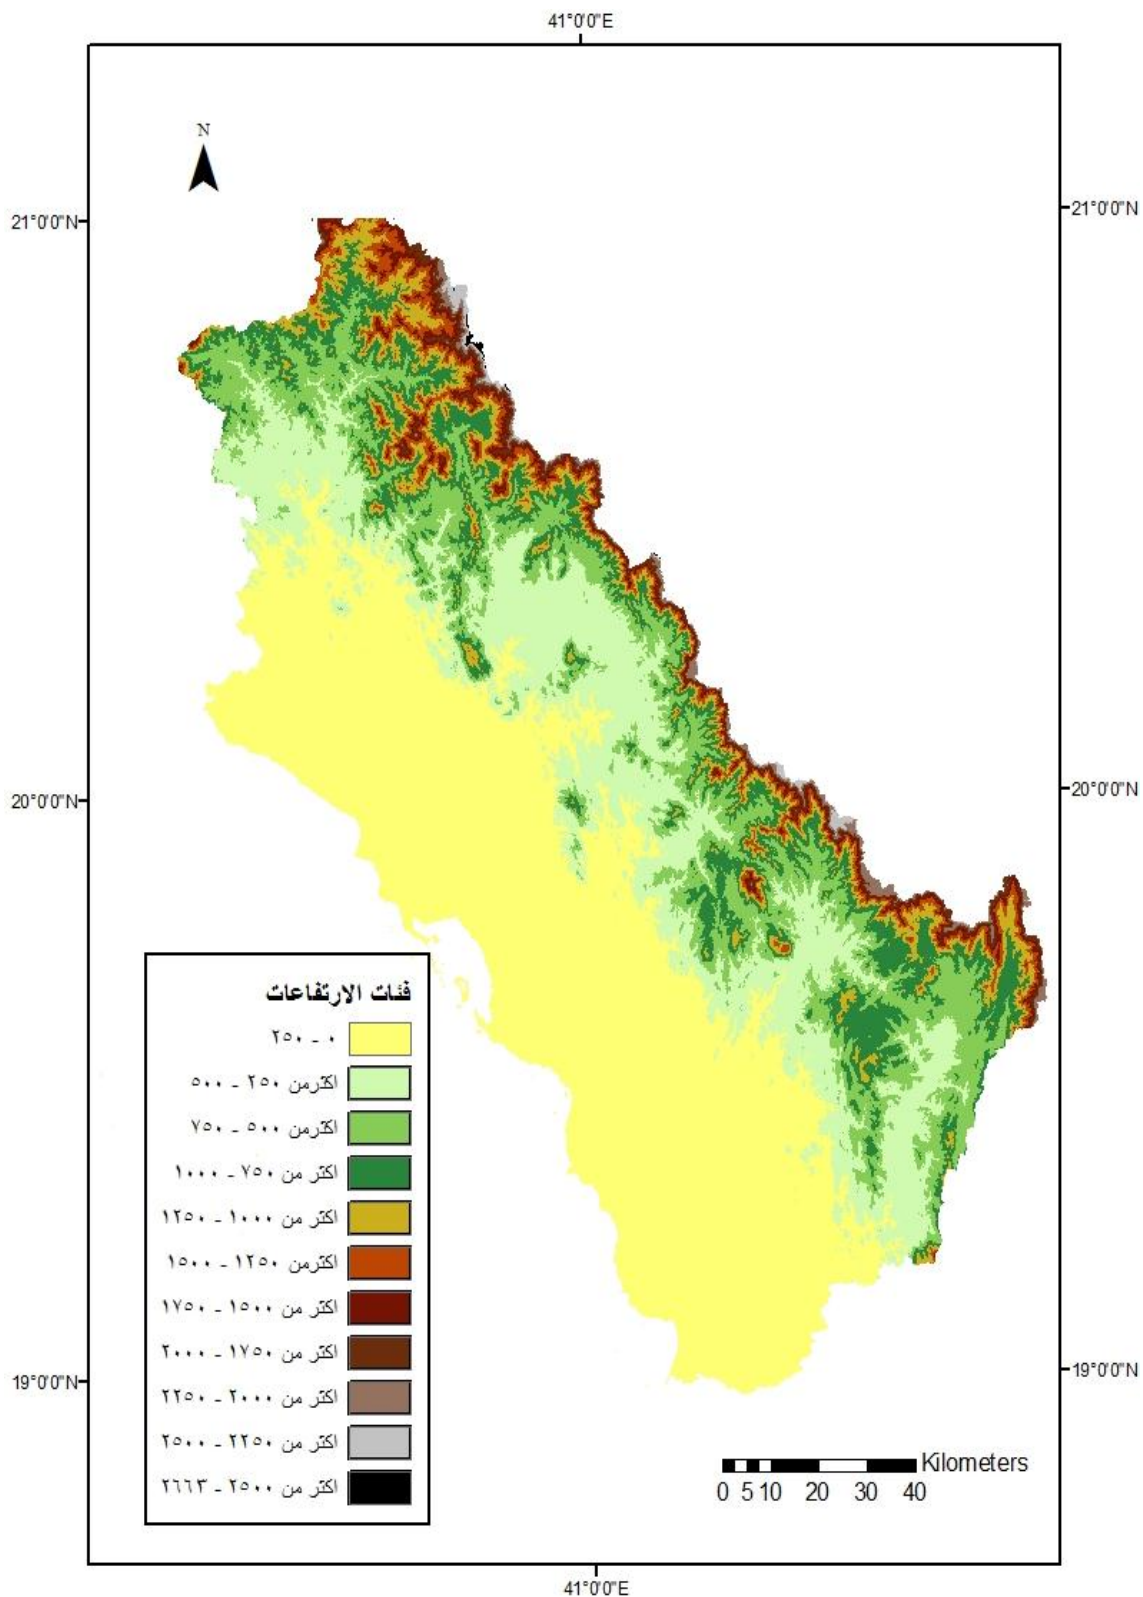 41°0'0"E
N
21°0'0"N
21°0'0"N
20°0'0"N
20°0'0"N
فئات الارتفاعات
٠ - ٢٥٠
اكثرمن ٢٥٠ - ٥٠٠
اكثرمن ٥٠٠ - ٧٥٠
اكثر من ٧٥٠ - ١٠٠٠
اكثر من ١٠٠٠ - ١٢٥٠
اكثرمن ١٢٥٠ - ١٥٠٠
اكثر من ١٥٠٠ - ١٧٥٠
اكثر من ١٧٥٠ - ٢٠٠٠
اكثر من ٢٠٠٠ - ٢٢٥٠
اكثر من ٢٢٥٠ - ٢٥٠٠
اكثر من ٢٥٠٠ - ٢٦٦٣
19°0'0"N
19°0'0"N
Kilometers
0 5 10 20 30 40
41°0'0"E